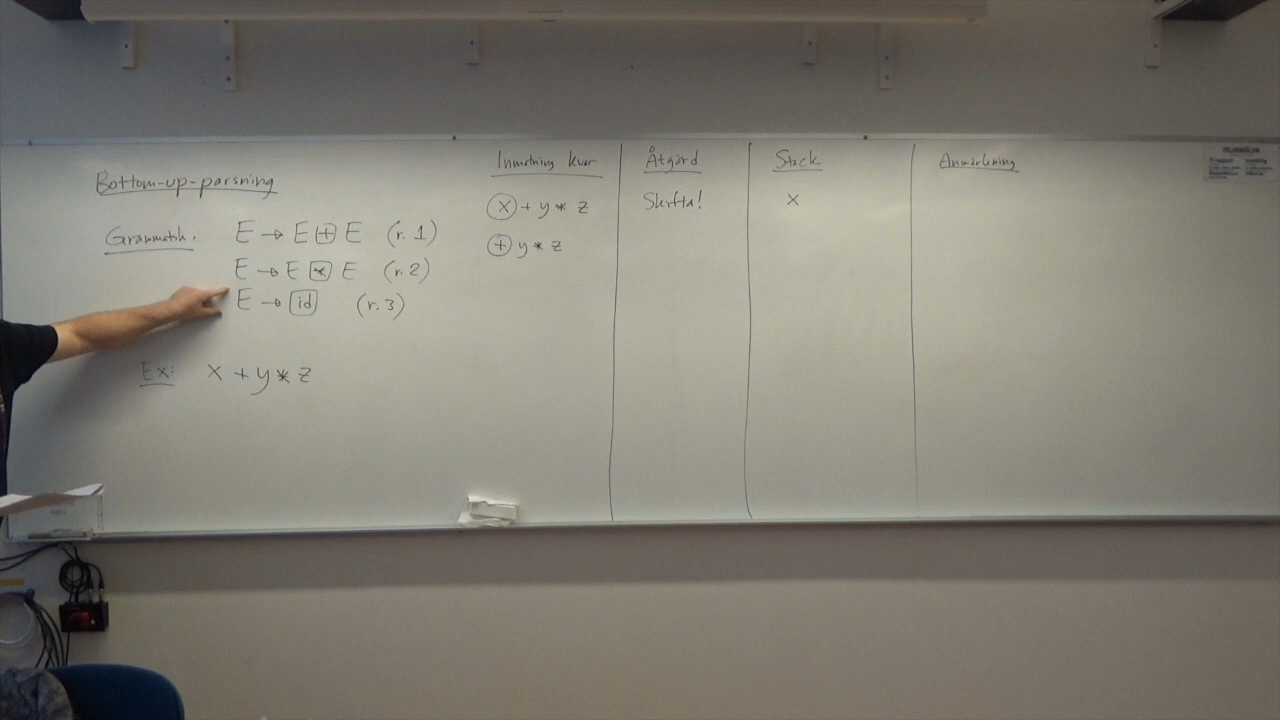 Bottom-up-parsning
Grammatik:
E → E + E (r. 1)
E → E * E (r. 2)
E → id (r. 3)
Ex: x + y * z
Inmatning kvar
x + y * z
+ y * z
Åtgärd
Skifta!
Stack
x
Anmärkning